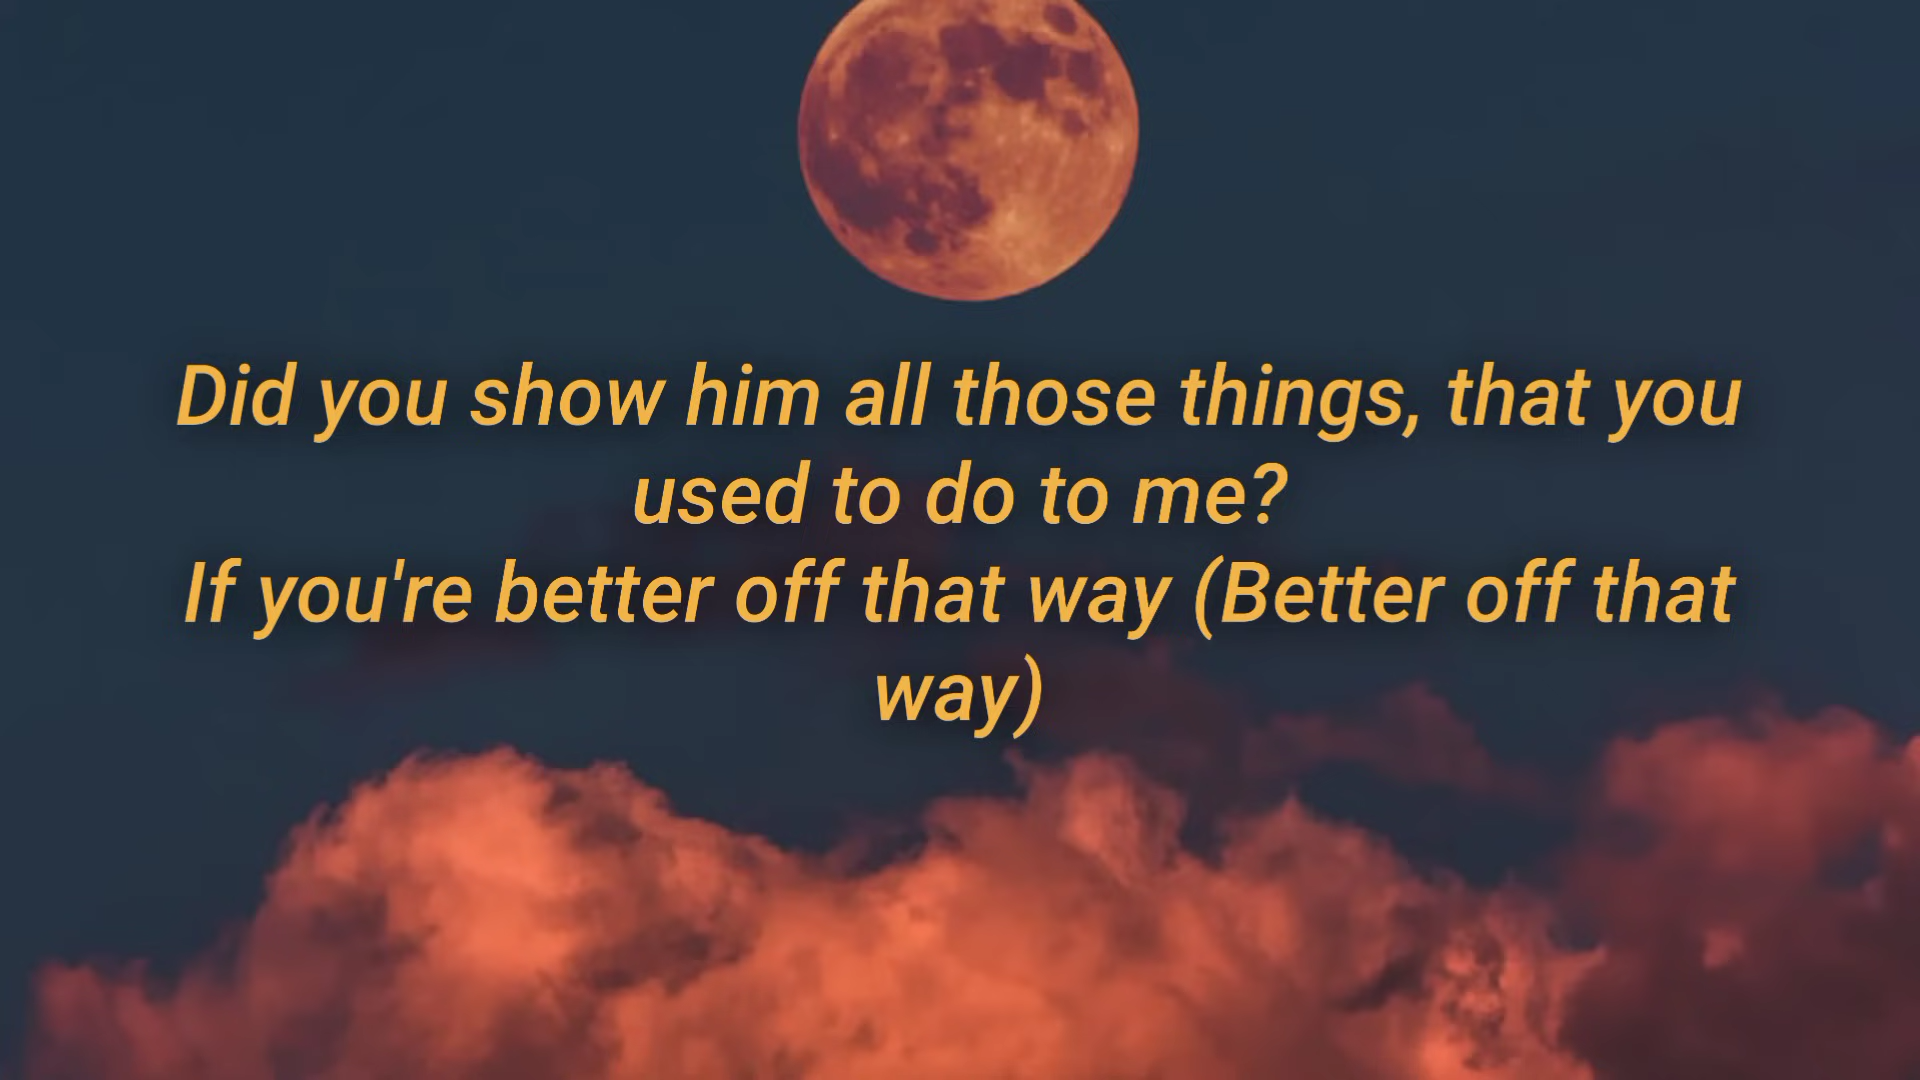 Did you show him all those things, that you
used to do to me?
If you're better off that way (Better off that
way)